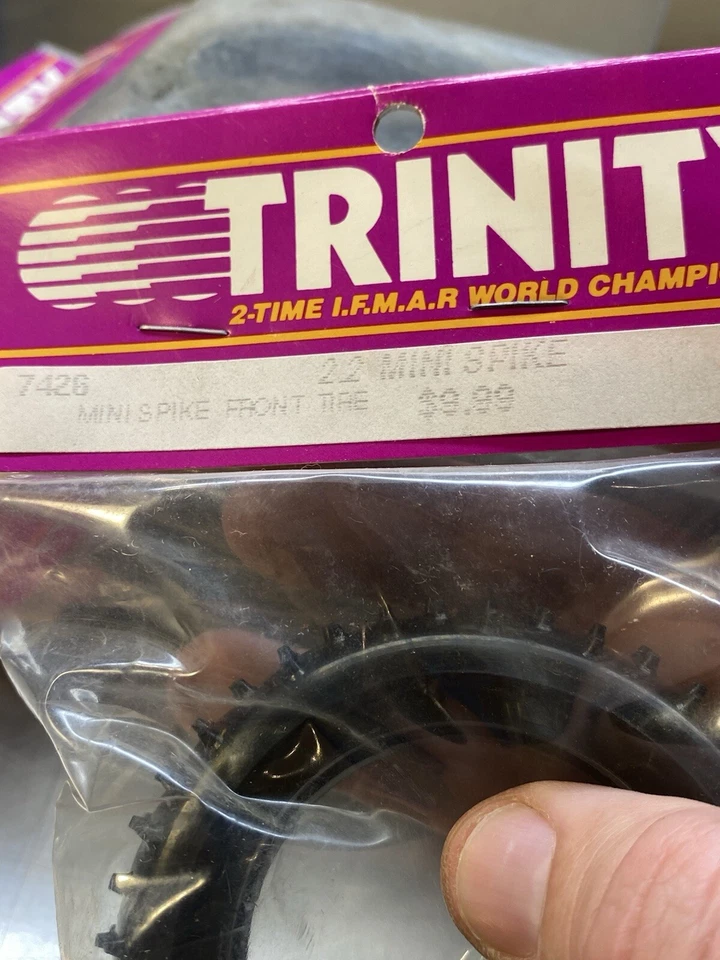 TRINITY
2-TIME I.F.M.A.R WORLD CHAMPI
7426 2.2 MINI SPIKE
MINI SPIKE FRONT TIRE $9.99